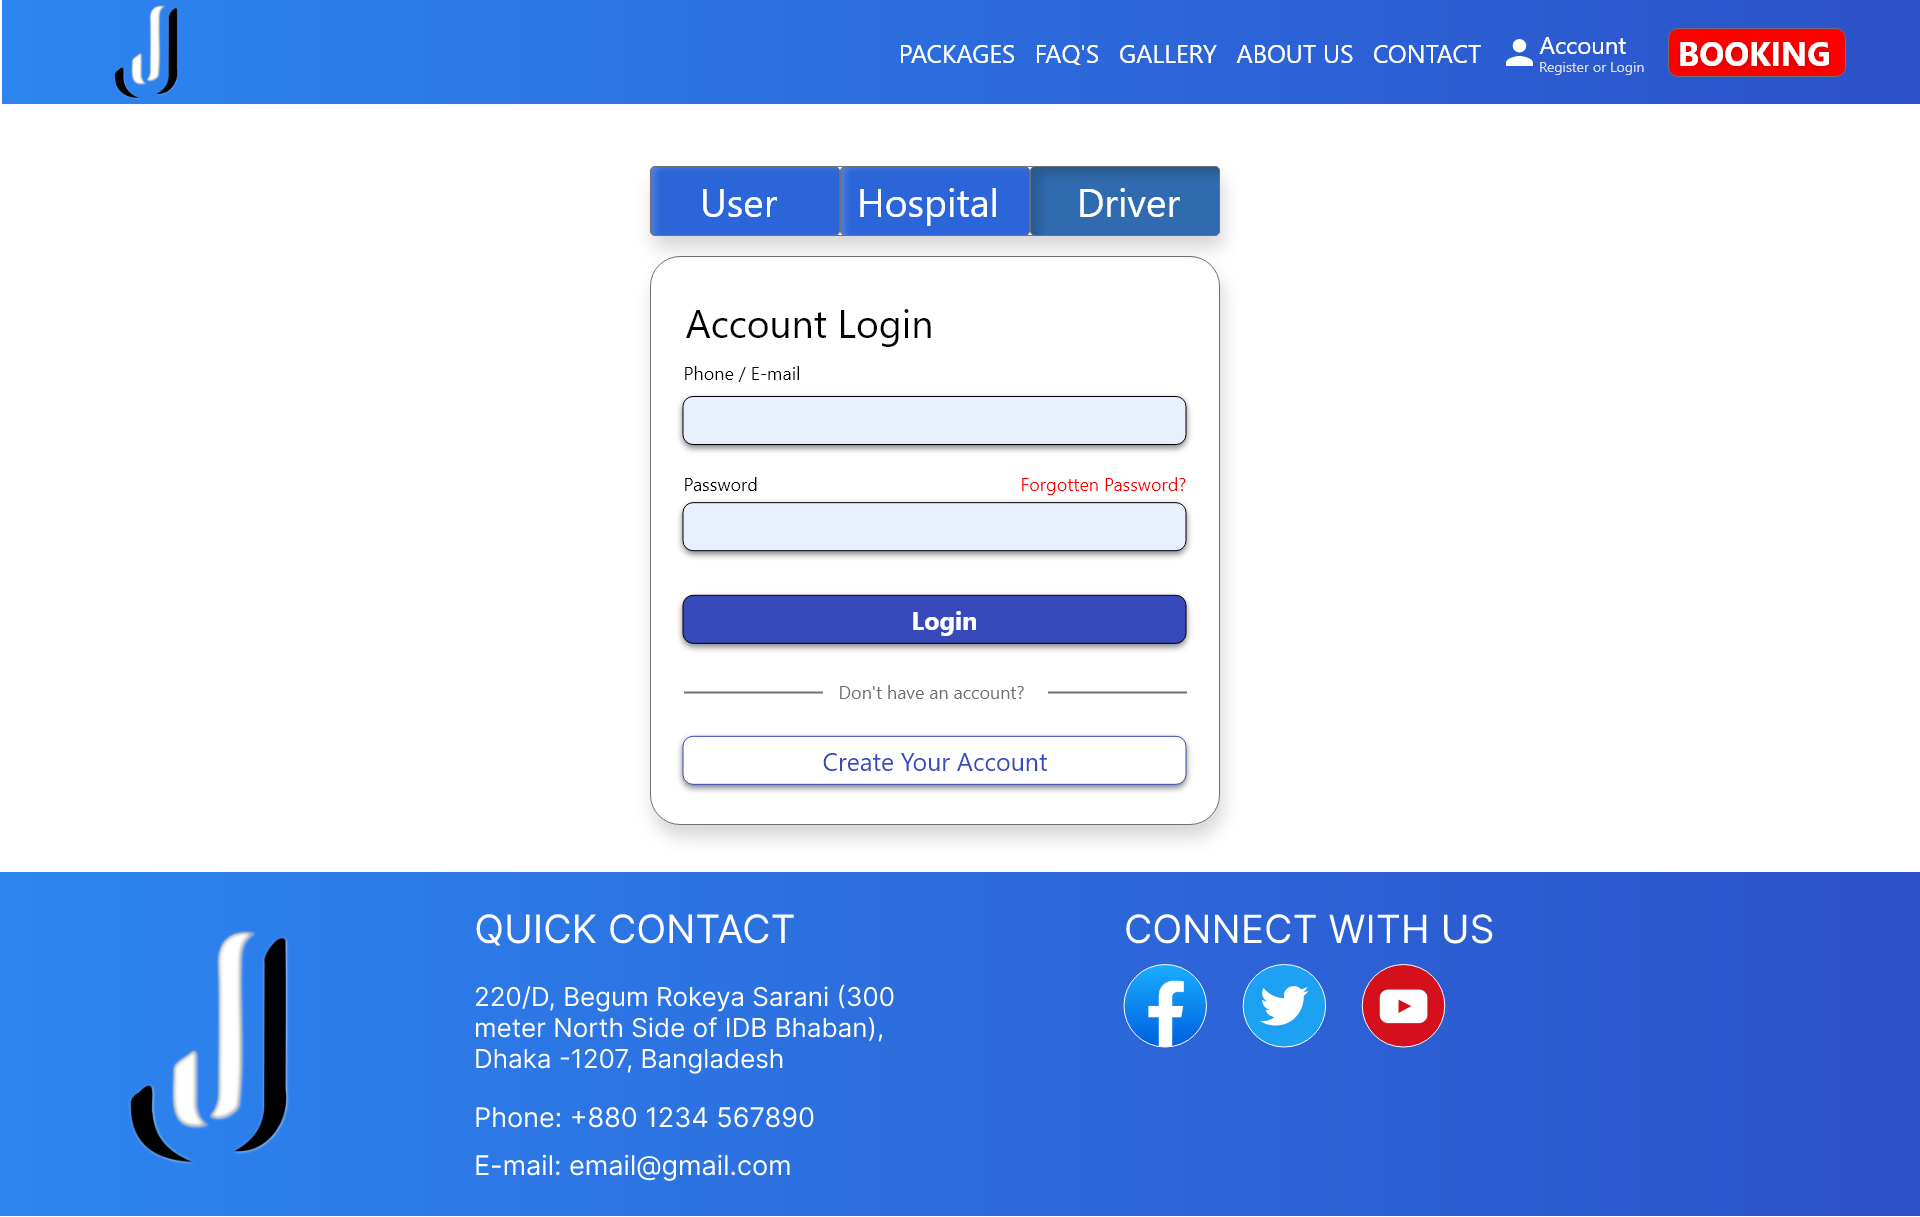 PACKAGES FAQ'S GALLERY ABOUT US CONTACT Account BOOKING
Register or Login
User Hospital Driver
Account Login
Phone / E-mail
Password Forgotten Password?
Login
Don't have an account?
Create Your Account
QUICK CONTACT
220/D, Begum Rokeya Sarani (300
meter North Side of IDB Bhaban),
Dhaka -1207, Bangladesh
Phone: +880 1234 567890
E-mail: email@gmail.com
CONNECT WITH US